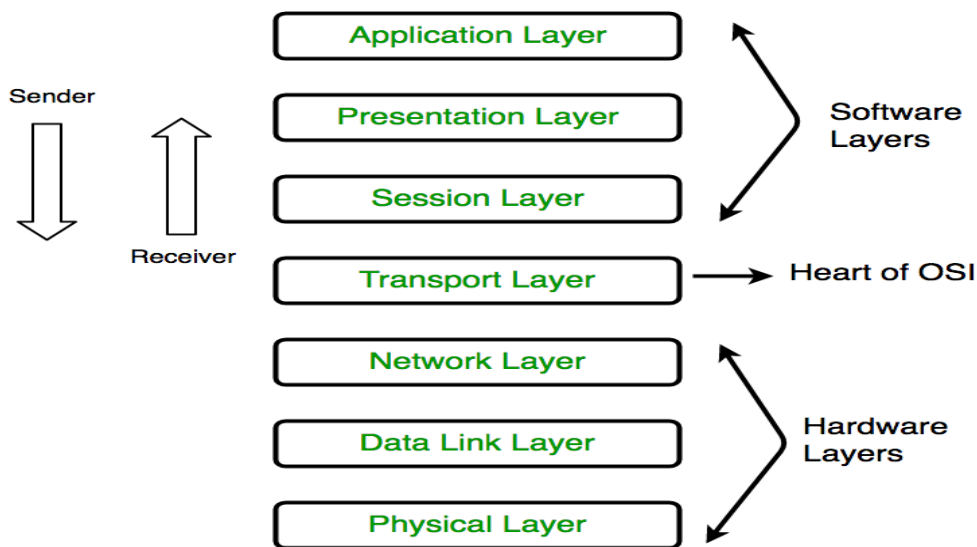 Application Layer
Sender
Presentation Layer
Software
Layers
Session Layer
Receiver
Transport Layer
Heart of OSI
Network Layer
Data Link Layer
Hardware
Layers
Physical Layer